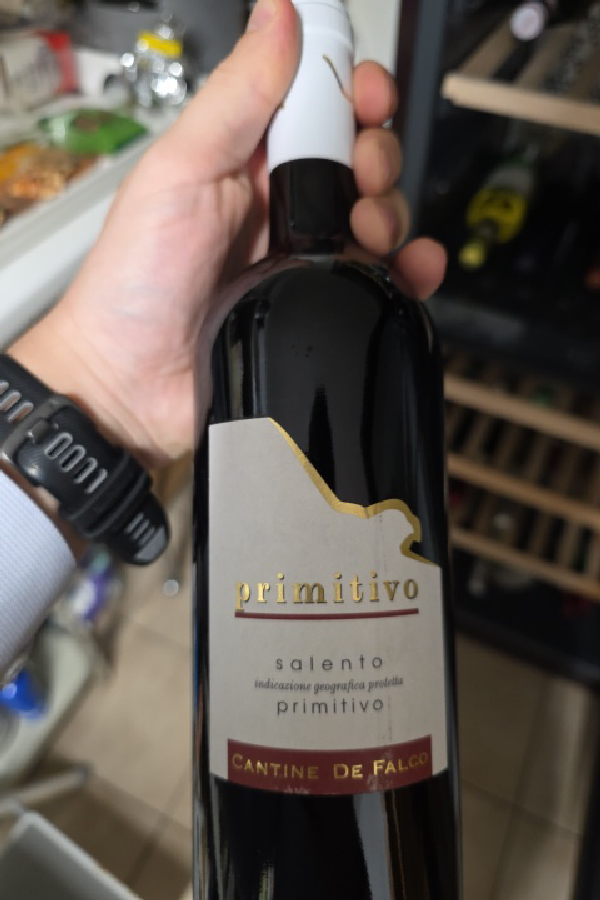 primitivo
salento
indicazione geografica protetta
primitivo
CANTINE DE FALCO